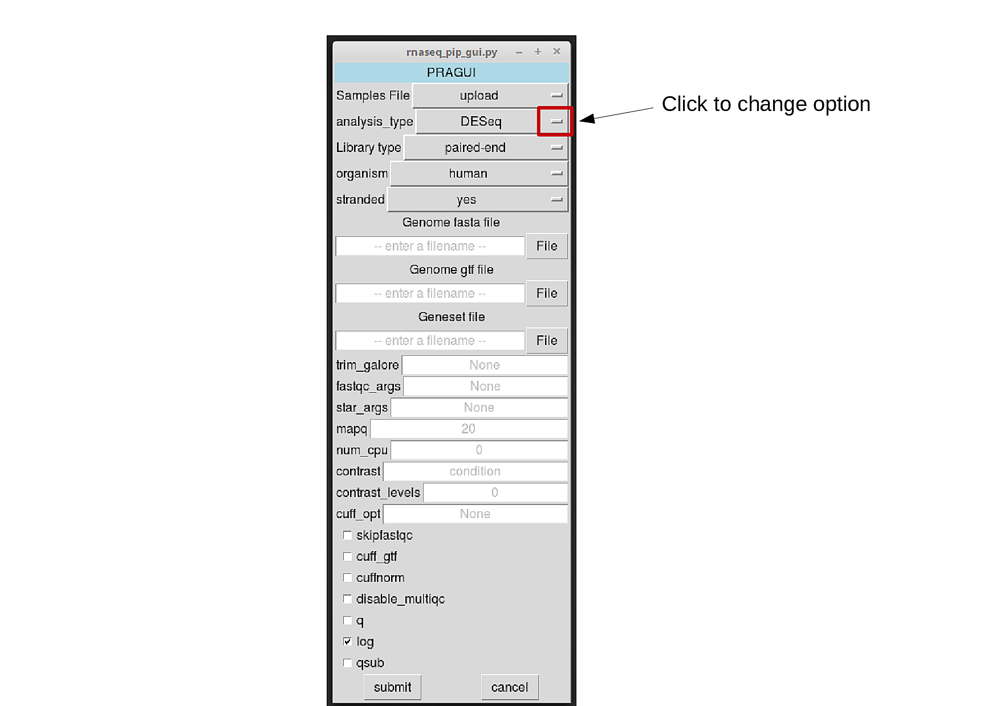 rnaseq_pip_gui.py
PRAGUI
Samples File upload
Click to change option
analysis_type DESeq
Library type paired-end
organism human
stranded yes
Genome fasta file
-- enter a filename -- File
Genome gtf file
-- enter a filename -- File
Geneset file
-- enter a filename -- File
trim_galore None
fastqc_args None
star_args None
mapq 20
num_cpu 0
contrast condition
contrast_levels 0
cuff_opt None
skipfastqc
cuff_gtf
cuffnorm
disable_multiqc
q
log
qsub
submit cancel